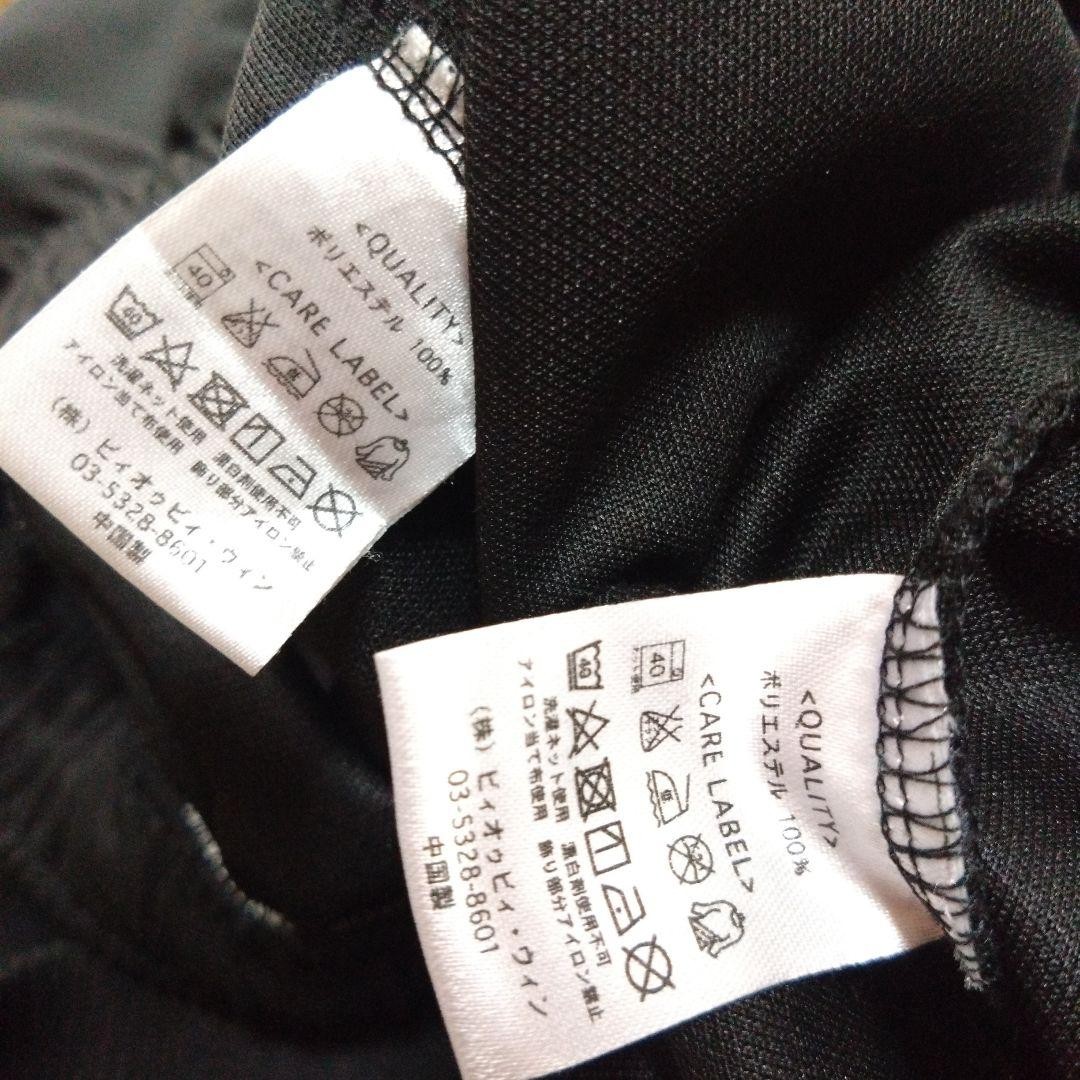 <QUALITY>
ポリエステル 100%
<CARE LABEL>
40
40
洗濯ネット使用 漂白剤使用不可
アイロン当て布使用 飾り部分アイロン禁止
(株) ビィオゥビィ・ウィン
03-5328-8601
中国製
<QUALITY>
ポリエステル 100%
<CARE LABEL>
40
40
洗濯ネット使用 漂白剤使用不可
アイロン当て布使用 飾り部分アイロン禁止
(株) ビィオゥビィ・ウィン
03-5328-8601
中国製